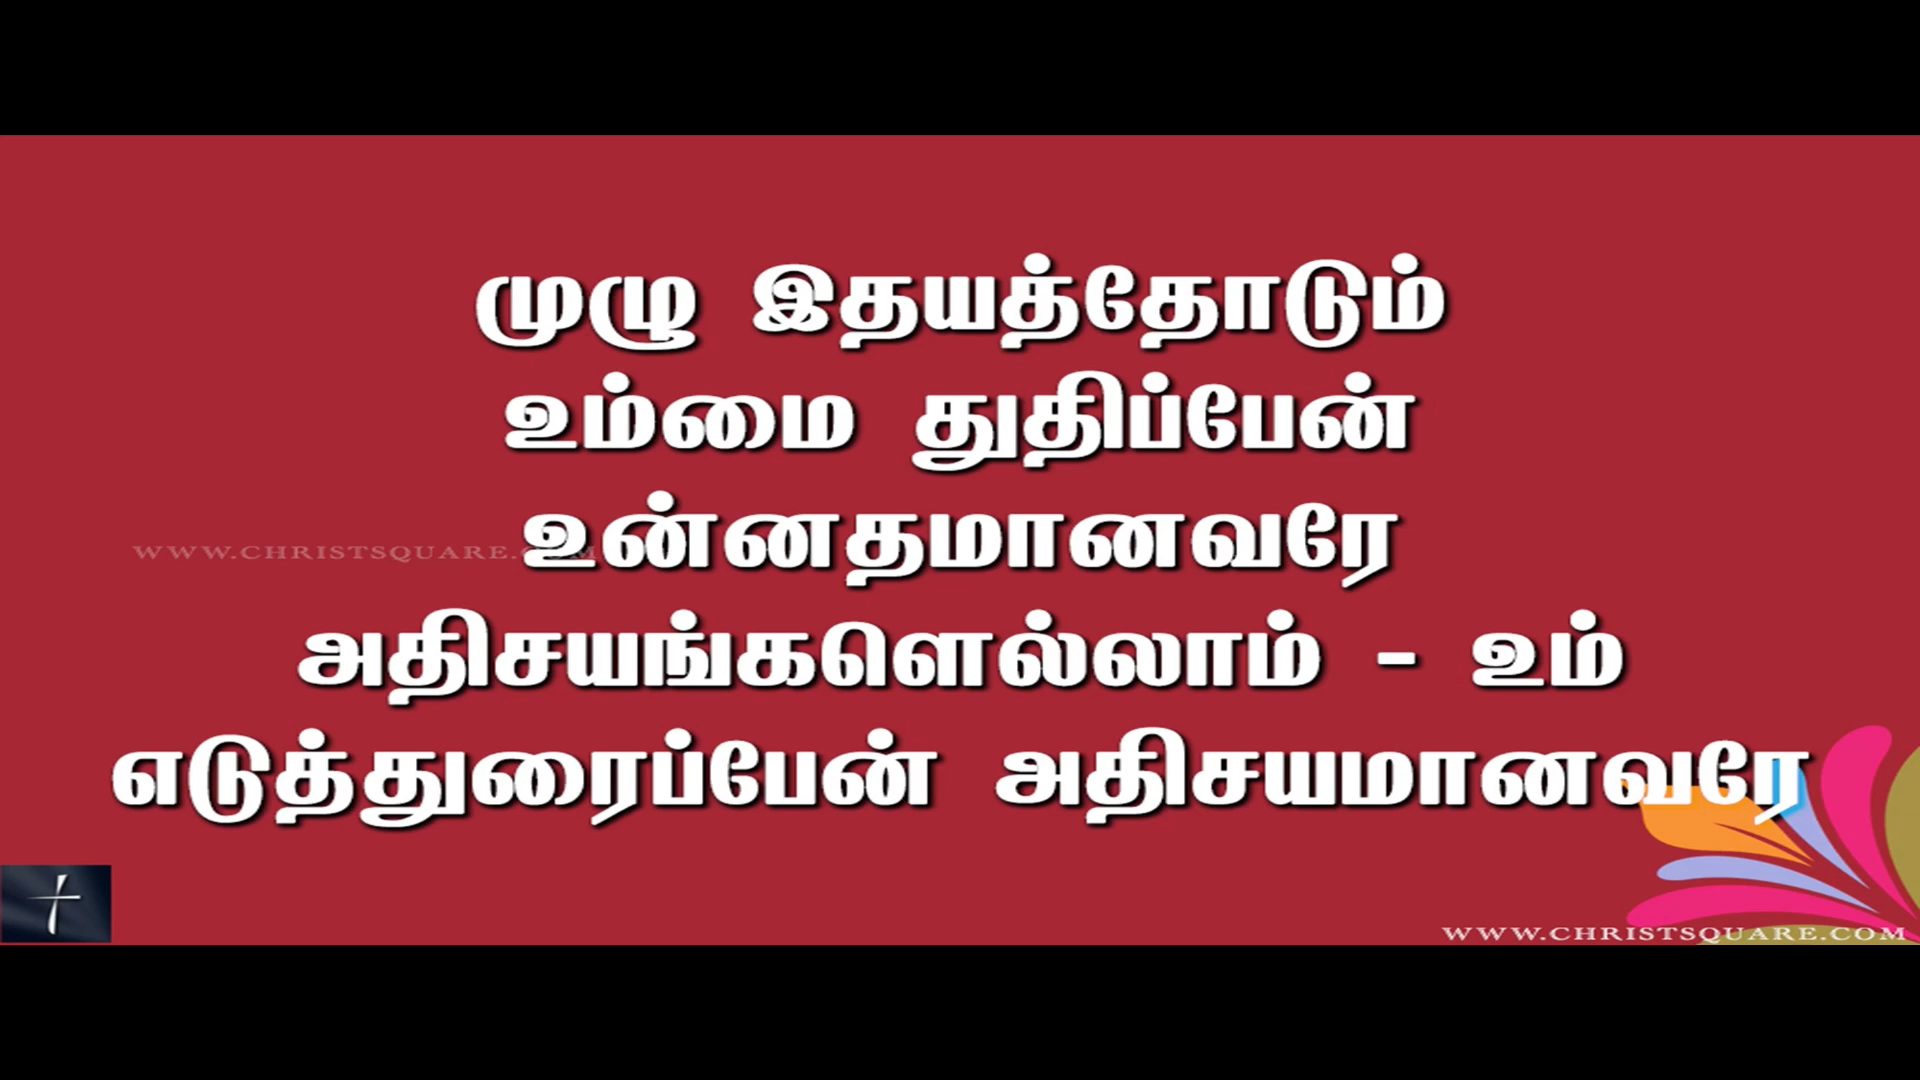 முழு இதயத்தோடும்
உம்மை துதிப்பேன்
உன்னதமானவரே
WWW.CHRISTSQUARE.COM
அதிசயங்களெல்லாம் - உம்
எடுத்துரைப்பேன் அதிசயமானவரே
WWW.CHRISTSQUARE.COM